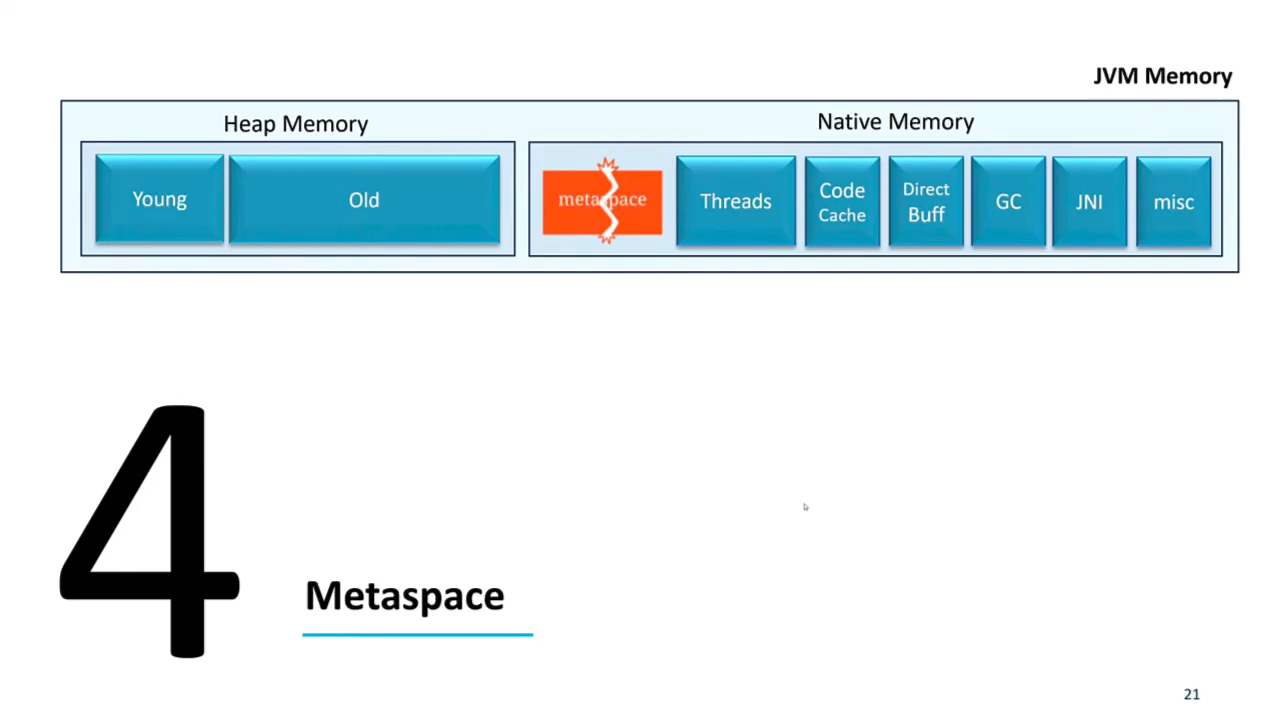 JVM Memory
Heap Memory
Native Memory
Young
Old
metaspace
Threads
Code
Cache
Direct
Buff
GC
JNI
misc
4
Metaspace
21